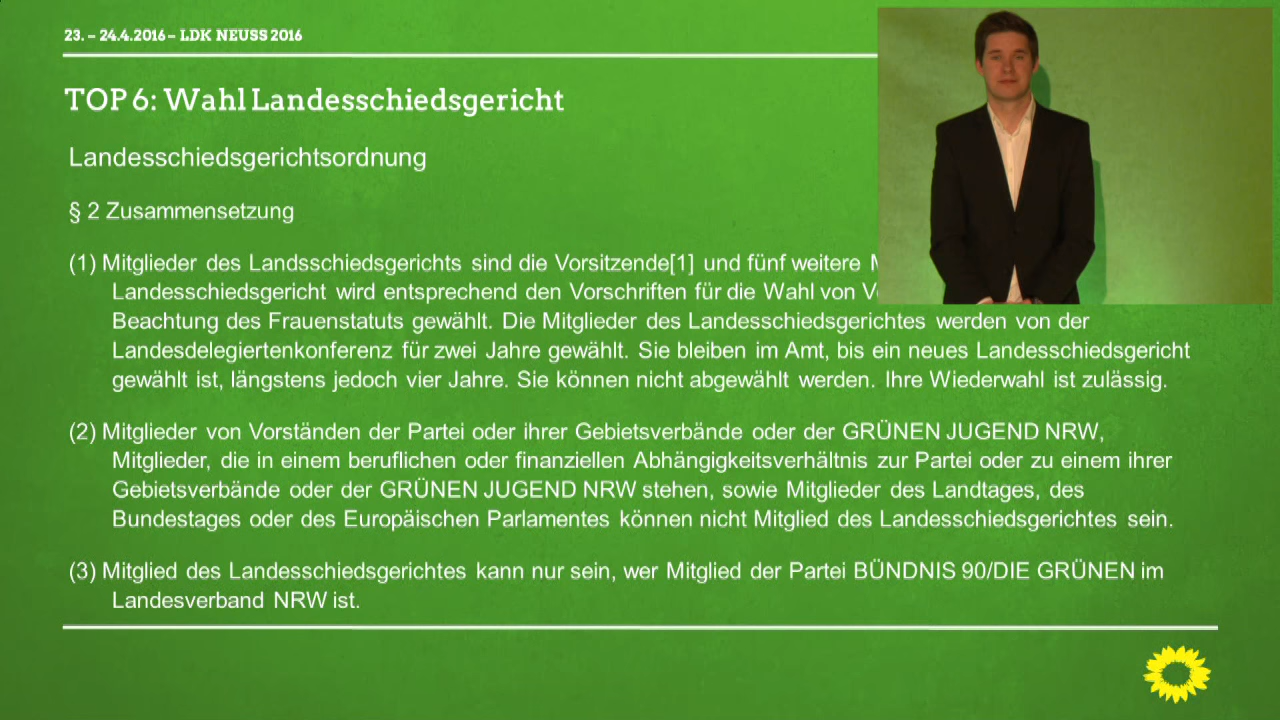 23. – 24.4.2016 – LDK NEUSS 2016
TOP 6: Wahl Landesschiedsgericht
Landesschiedsgerichtsordnung
§ 2 Zusammensetzung
(1) Mitglieder des Landsschiedsgerichts sind die Vorsitzende[1] und fünf weitere
Landesschiedsgericht wird entsprechend den Vorschriften für die Wahl von
Beachtung des Frauenstatuts gewählt. Die Mitglieder des Landesschiedsgerichtes werden von der
Landesdelegiertenkonferenz für zwei Jahre gewählt. Sie bleiben im Amt, bis ein neues Landesschiedsgericht
gewählt ist, längstens jedoch vier Jahre. Sie können nicht abgewählt werden. Ihre Wiederwahl ist zulässig.
(2) Mitglieder von Vorständen der Partei oder ihrer Gebietsverbände oder der GRÜNEN JUGEND NRW,
Mitglieder, die in einem beruflichen oder finanziellen Abhängigkeitsverhältnis zur Partei oder zu einem ihrer
Gebietsverbände oder der GRÜNEN JUGEND NRW stehen, sowie Mitglieder des Landtages, des
Bundestages oder des Europäischen Parlamentes können nicht Mitglied des Landesschiedsgerichtes sein.
(3) Mitglied des Landesschiedsgerichtes kann nur sein, wer Mitglied der Partei BÜNDNIS 90/DIE GRÜNEN im
Landesverband NRW ist.